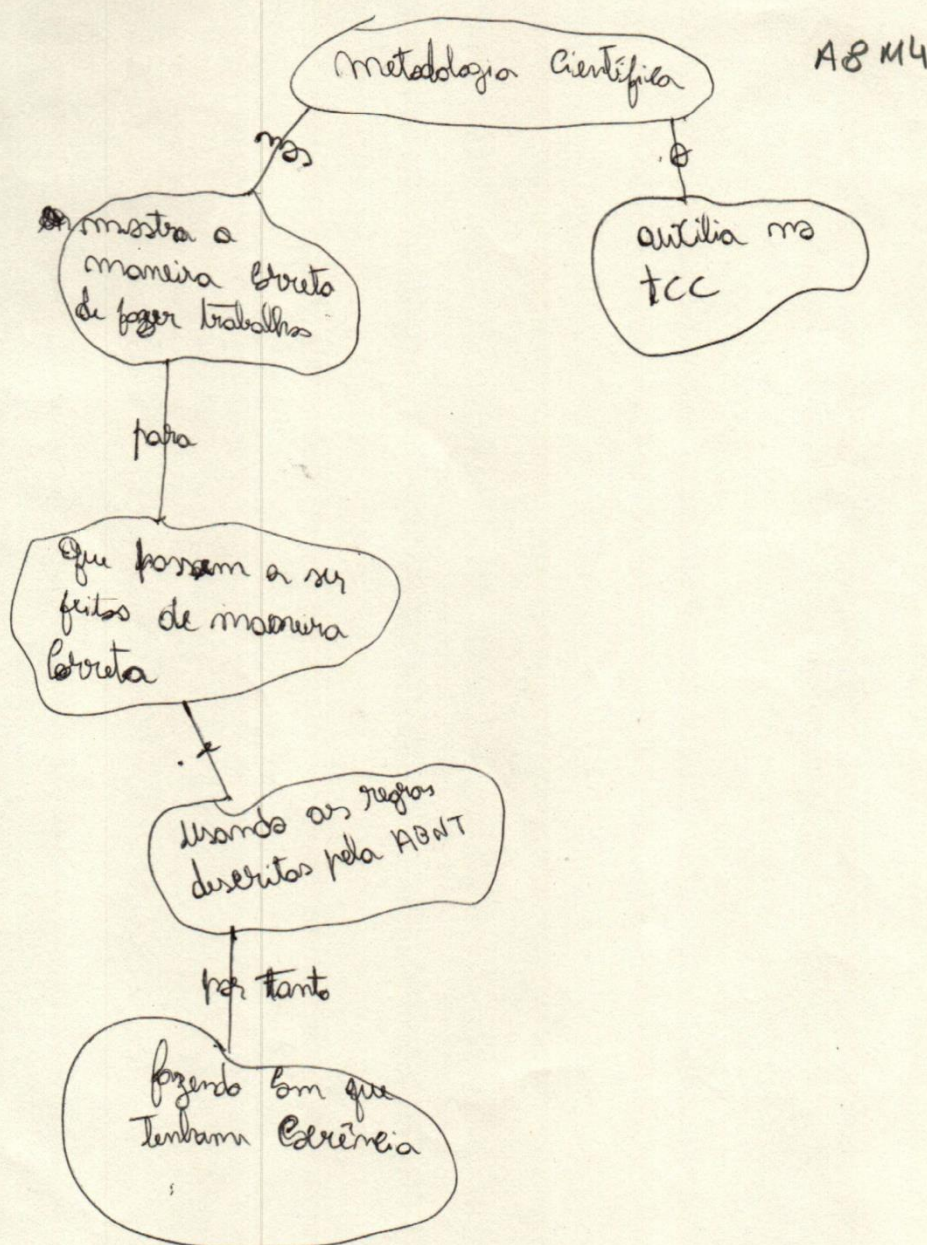 metodologia Científica
A8 M4
nos
.e
mostra a
maneira correta
de fazer trabalhos
auxilia no
TCC
para
Que possam a ser
feitos de maneira
Correta
.e
usando as regras
descritas pela ABNT
por tanto
fazendo com que
Tenham Coerência